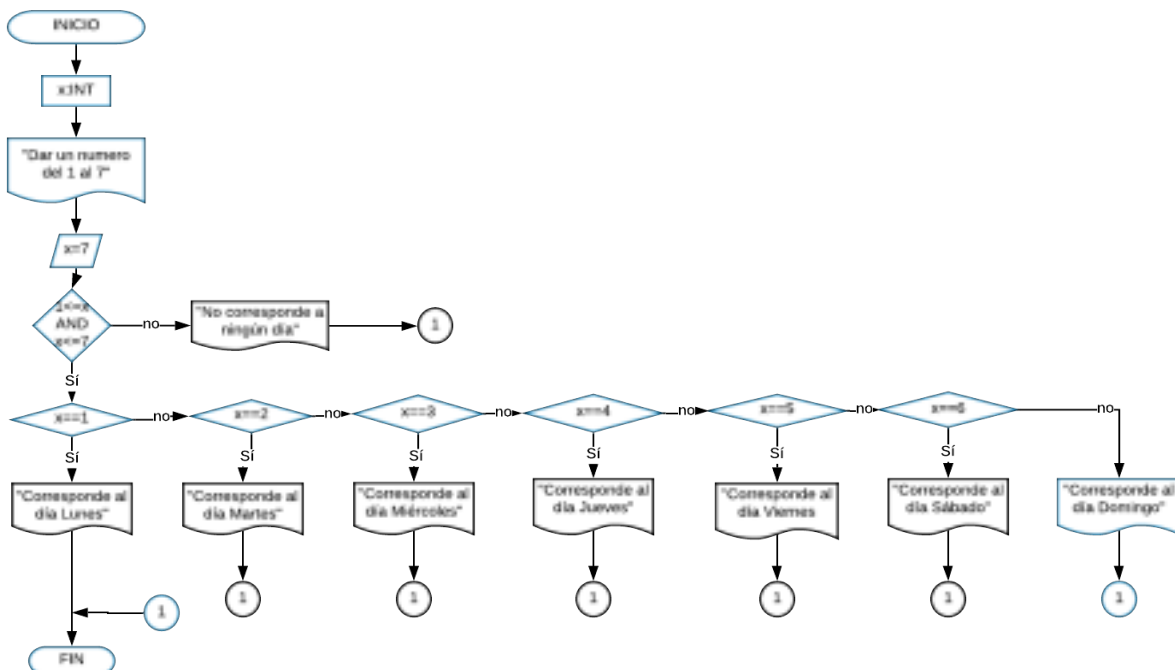 INICIO
x:INT
"Dar un numero
del 1 al 7"
x=7
1<=x
AND
x<=7
no
"No corresponde a
ningún día"
1
Sí
x==1
no
x==2
no
x==3
no
x==4
no
x==5
no
x==6
no
Sí
Sí
Sí
Sí
Sí
Sí
"Corresponde al
día Lunes"
"Corresponde al
día Martes"
"Corresponde al
día Miércoles"
"Corresponde al
día Jueves"
"Corresponde al
día Viernes
"Corresponde al
día Sábado"
"Corresponde al
día Domingo"
1
1
1
1
1
1
1
FIN